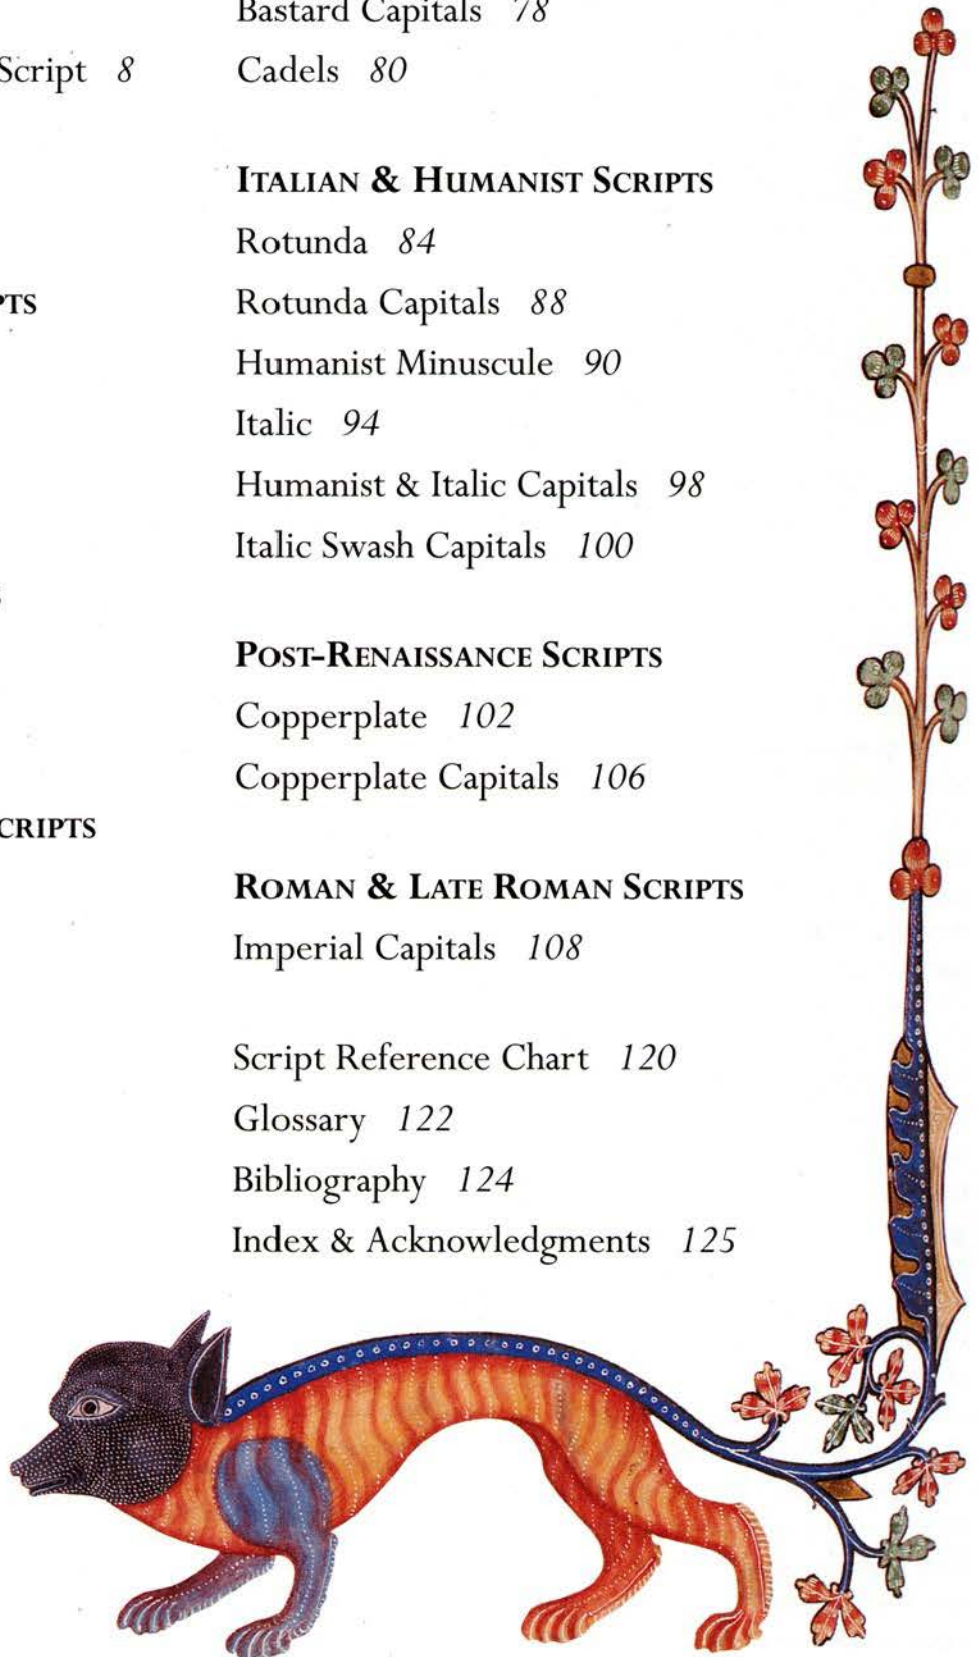 Script 8
PTS
CRIPTS
Bastard Capitals 78
Cadels 80
ITALIAN & HUMANIST SCRIPTS
Rotunda 84
Rotunda Capitals 88
Humanist Minuscule 90
Italic 94
Humanist & Italic Capitals 98
Italic Swash Capitals 100
POST-RENAISSANCE SCRIPTS
Copperplate 102
Copperplate Capitals 106
ROMAN & LATE ROMAN SCRIPTS
Imperial Capitals 108
Script Reference Chart 120
Glossary 122
Bibliography 124
Index & Acknowledgments 125